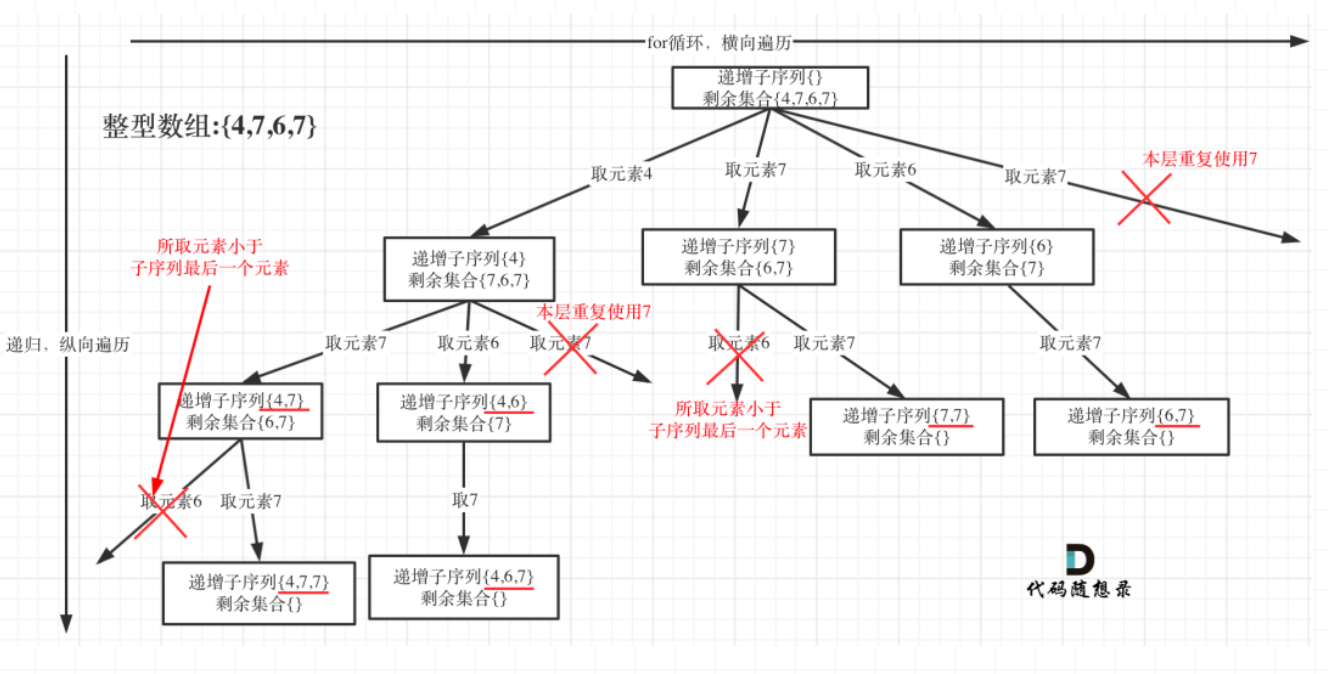 for循环，横向遍历
递增子序列{}
剩余集合{4,7,6,7}
整型数组:{4,7,6,7}
本层重复使用7
取元素4
取元素7
取元素6
取元素7
所取元素小于
子序列最后一个元素
递增子序列{4}
剩余集合{7,6,7}
递增子序列{7}
剩余集合{6,7}
递增子序列{6}
剩余集合{7}
本层重复使用7
递归，纵向遍历
取元素7
取元素6
取元素7
取元素6
取元素7
取元素7
递增子序列{4,7}
剩余集合{6,7}
递增子序列{4,6}
剩余集合{7}
所取元素小于
子序列最后一个元素
递增子序列{7,7}
剩余集合{}
递增子序列{6,7}
剩余集合{}
取元素6
取元素7
取7
递增子序列{4,7,7}
剩余集合{}
递增子序列{4,6,7}
剩余集合{}
代码随想录